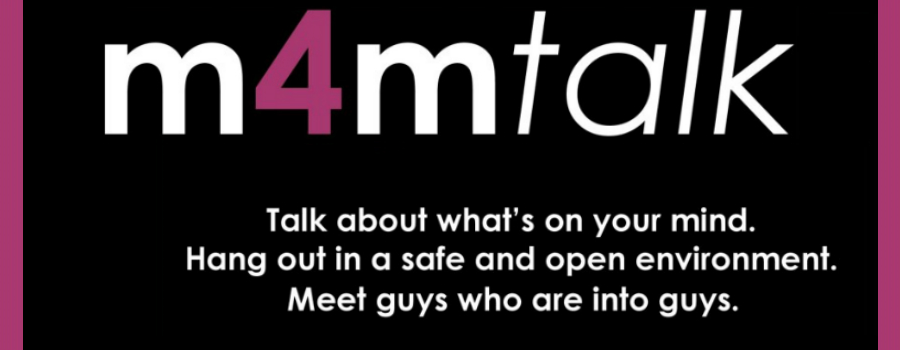 m4mtalk
Talk about what's on your mind.
Hang out in a safe and open environment.
Meet guys who are into guys.